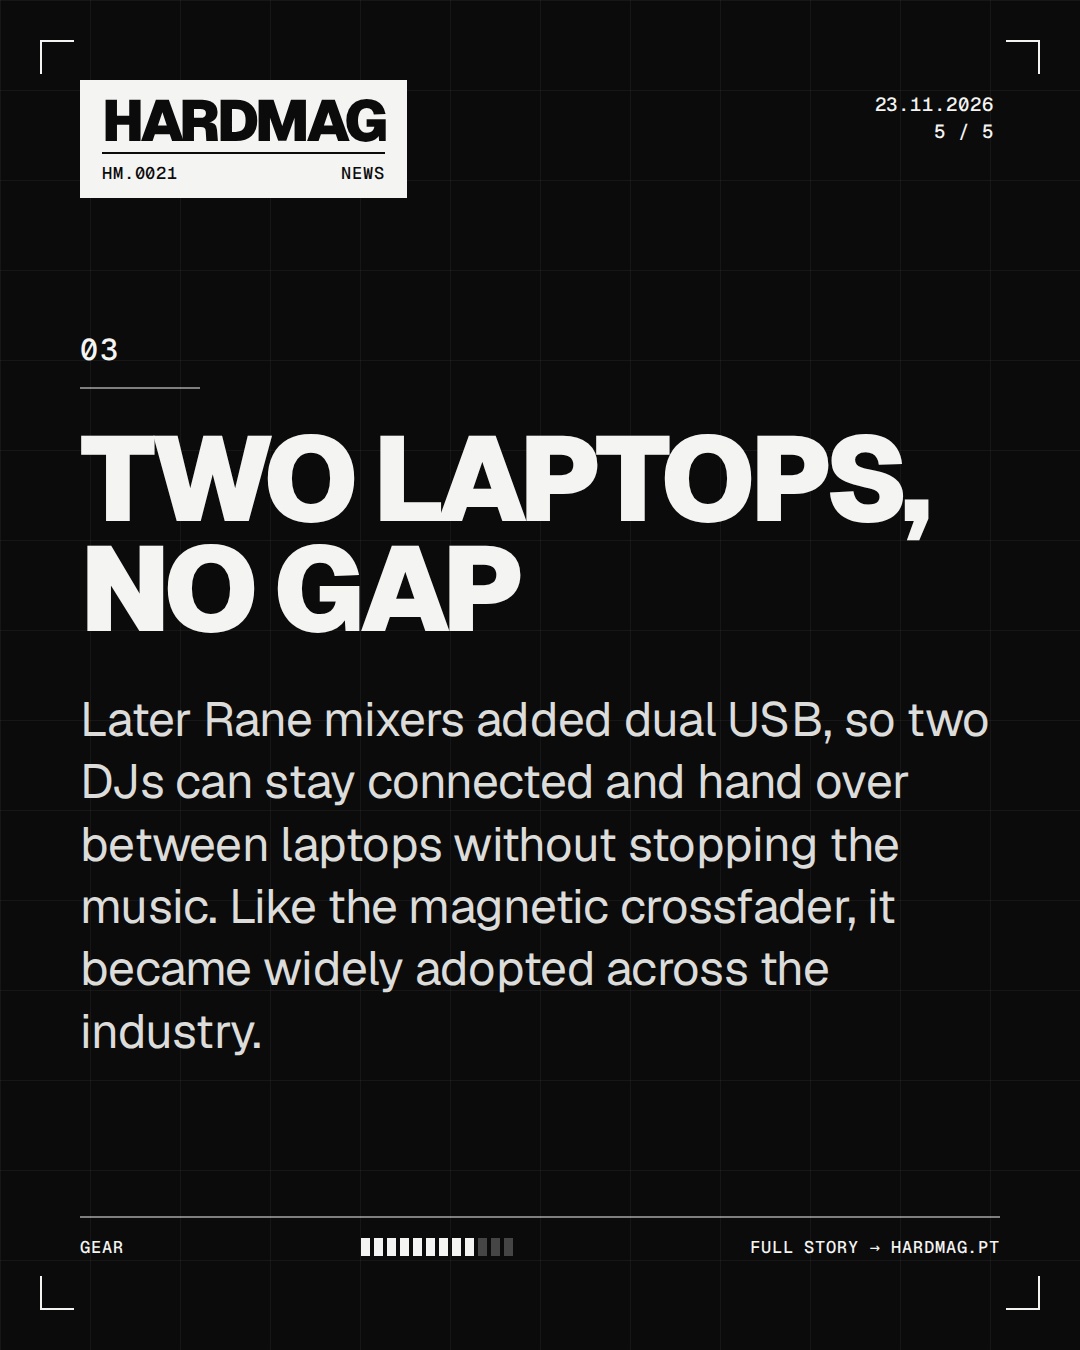 HARDMAG
HM.0021 NEWS
23.11.2026
5 / 5
03
TWO LAPTOPS,
NO GAP
Later Rane mixers added dual USB, so two
DJs can stay connected and hand over
between laptops without stopping the
music. Like the magnetic crossfader, it
became widely adopted across the
industry.
GEAR
FULL STORY → HARDMAG.PT